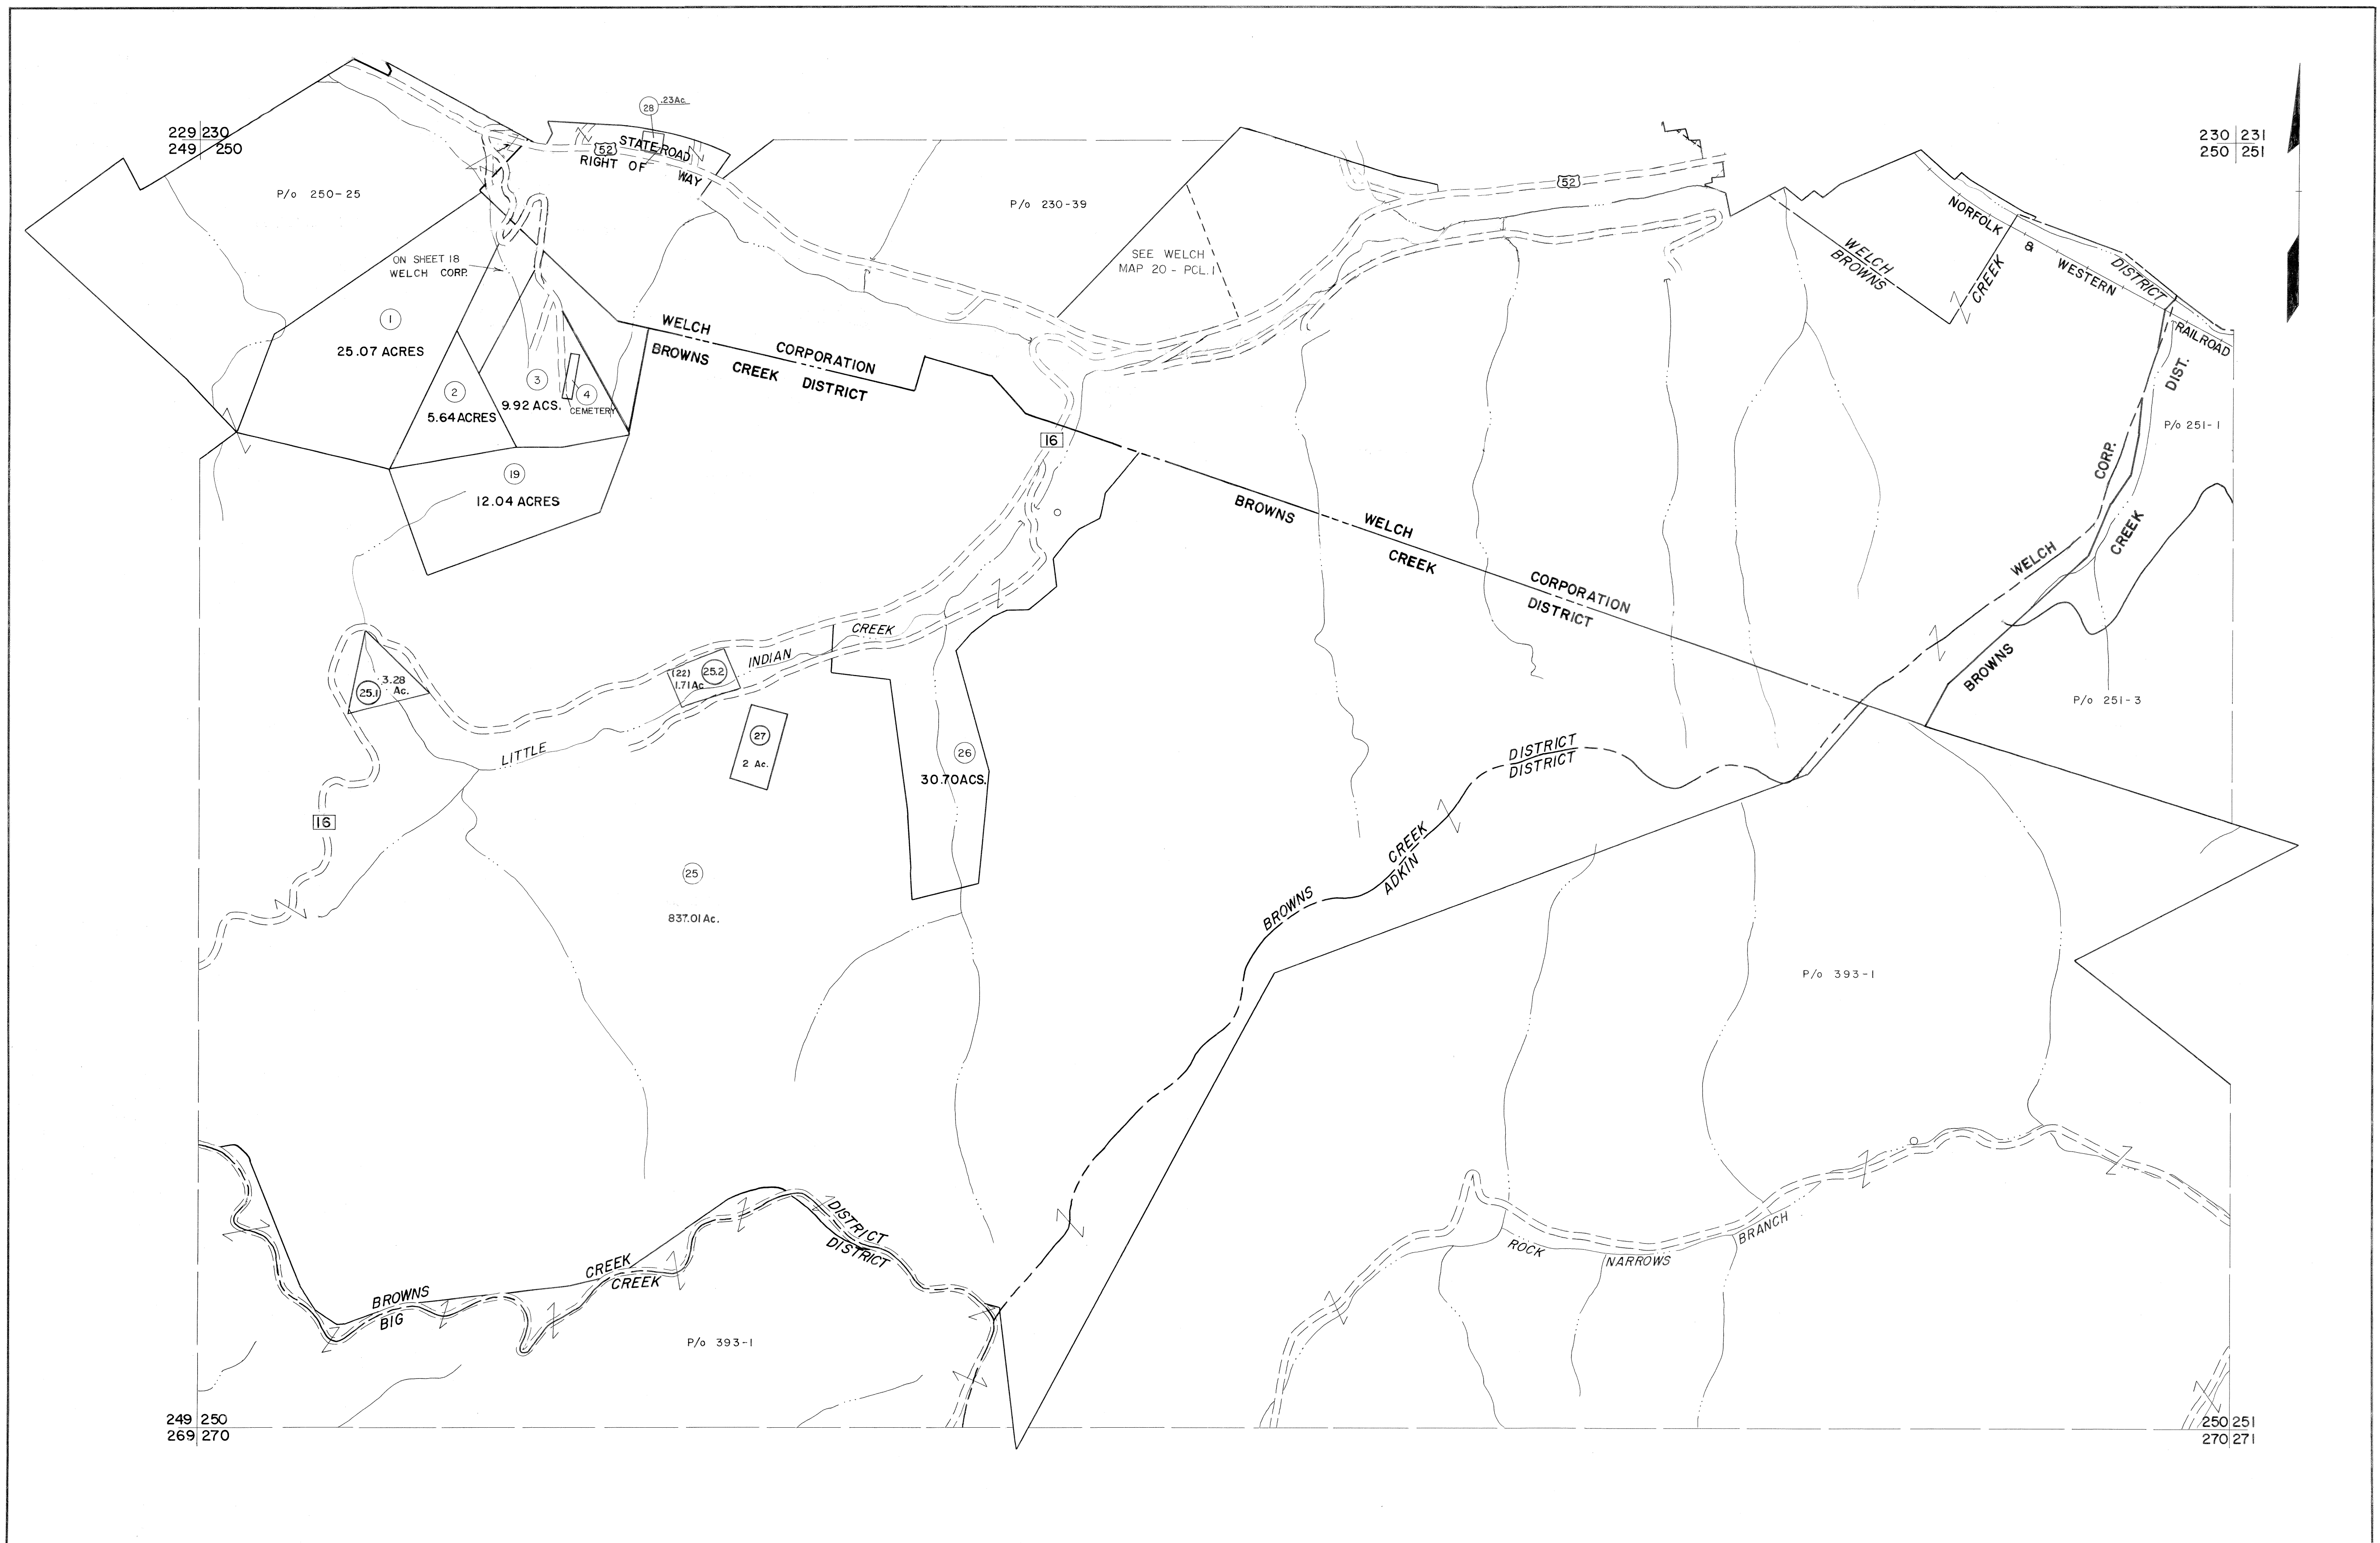 28 .23Ac.
229 230
249 250
230 231
250 251
52
STATE ROAD
RIGHT OF WAY
P/o 250-25
P/o 230-39
52
NORFOLK & WESTERN RAILROAD
SEE WELCH
MAP 20 - PCL.1
ON SHEET 18
WELCH CORP.
WELCH
BROWNS
CREEK
DISTRICT
1
25.07 ACRES
2
5.64 ACRES
3
9.92 ACS.
4
CEMETERY
WELCH CORPORATION
BROWNS CREEK DISTRICT
DIST.
P/o 251-1
16
CORP.
19
12.04 ACRES
BROWNS
WELCH
CREEK
CORPORATION
DISTRICT
CREEK
WELCH
BROWNS
P/o 251-3
CREEK
INDIAN
LITTLE
(22) 25.2
1.71 Ac.
25.1
3.28
Ac.
27
2 Ac.
26
30.70 ACS.
DISTRICT
DISTRICT
16
CREEK
ADKIN
BROWNS
25
837.01 Ac.
P/o 393-1
DISTRICT
DISTRICT
CREEK
CREEK
BROWNS
BIG
ROCK NARROWS BRANCH
P/o 393-1
249 250
269 270
250 251
270 271